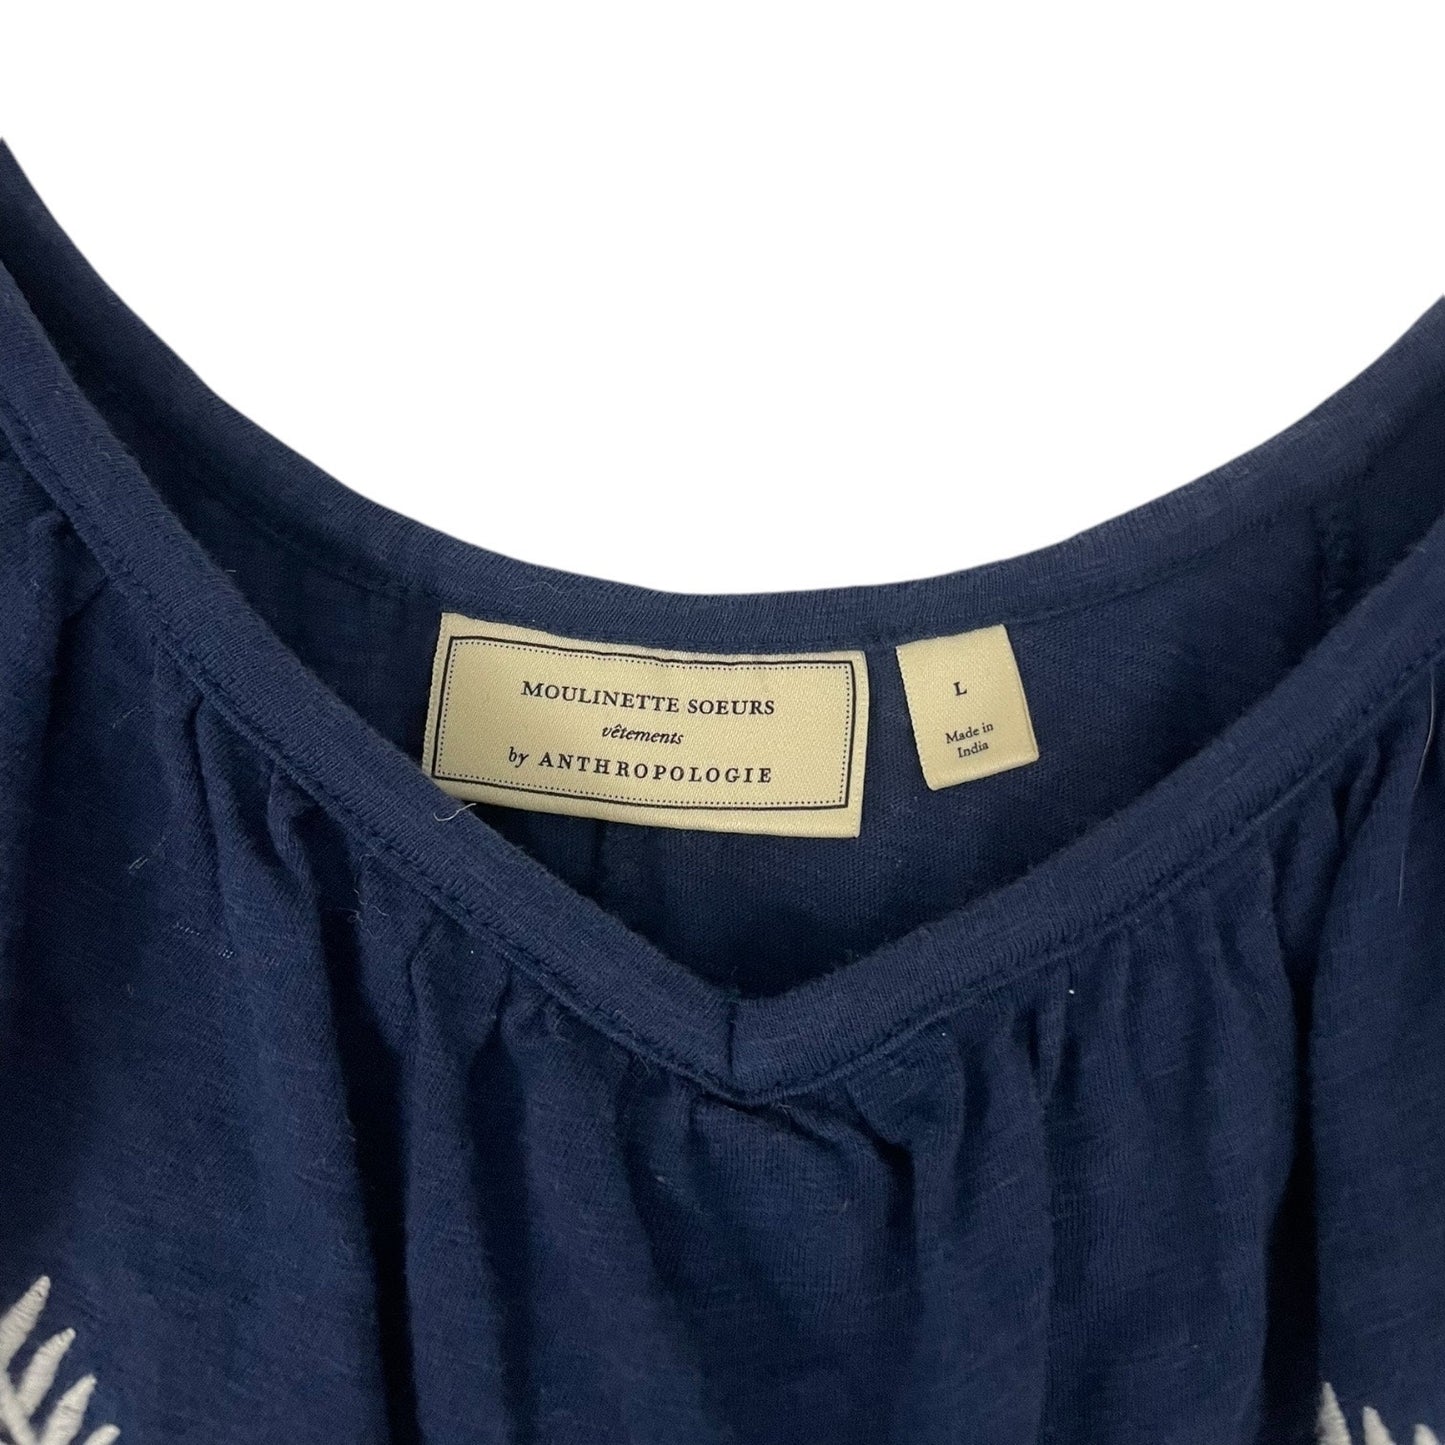 MOULINETTE SOEURS
vêtements
by ANTHROPOLOGIE
L
Made in
India